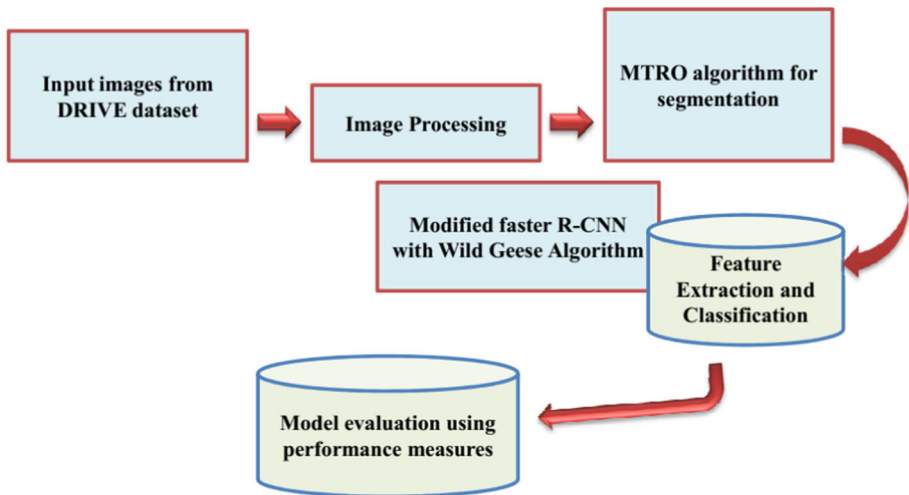 Input images from
DRIVE dataset
Image Processing
MTRO algorithm for
segmentation
Modified faster R-CNN
with Wild Geese Algorithm
Feature
Extraction and
Classification
Model evaluation using
performance measures